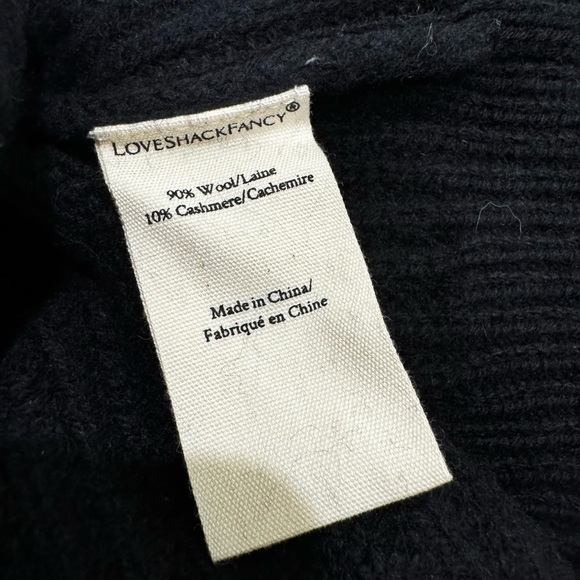 LOVESHACKFANCY®
90% Wool/Laine
10% Cashmere/Cachemire
Made in China/
Fabriqué en Chine